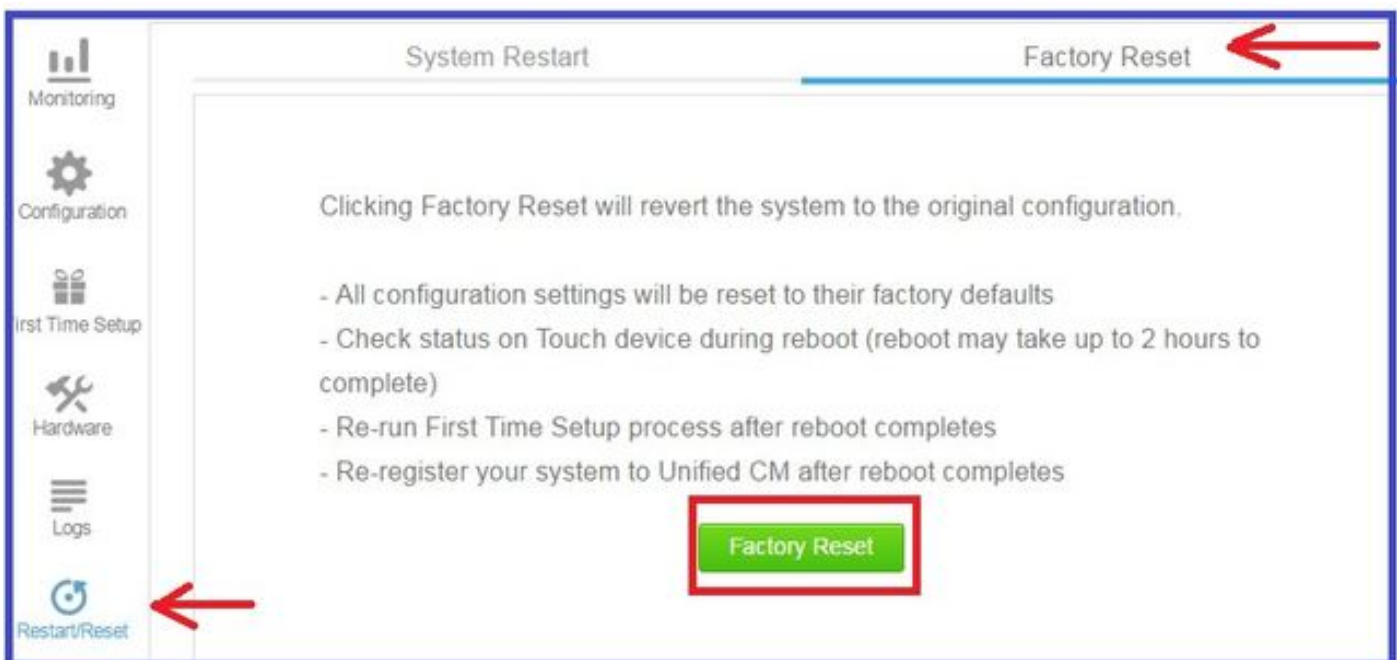 System Restart
Factory Reset
Monitoring
Configuration
irst Time Setup
Hardware
Logs
Restart/Reset
Clicking Factory Reset will revert the system to the original configuration.
- All configuration settings will be reset to their factory defaults
- Check status on Touch device during reboot (reboot may take up to 2 hours to
complete)
- Re-run First Time Setup process after reboot completes
- Re-register your system to Unified CM after reboot completes
Factory Reset